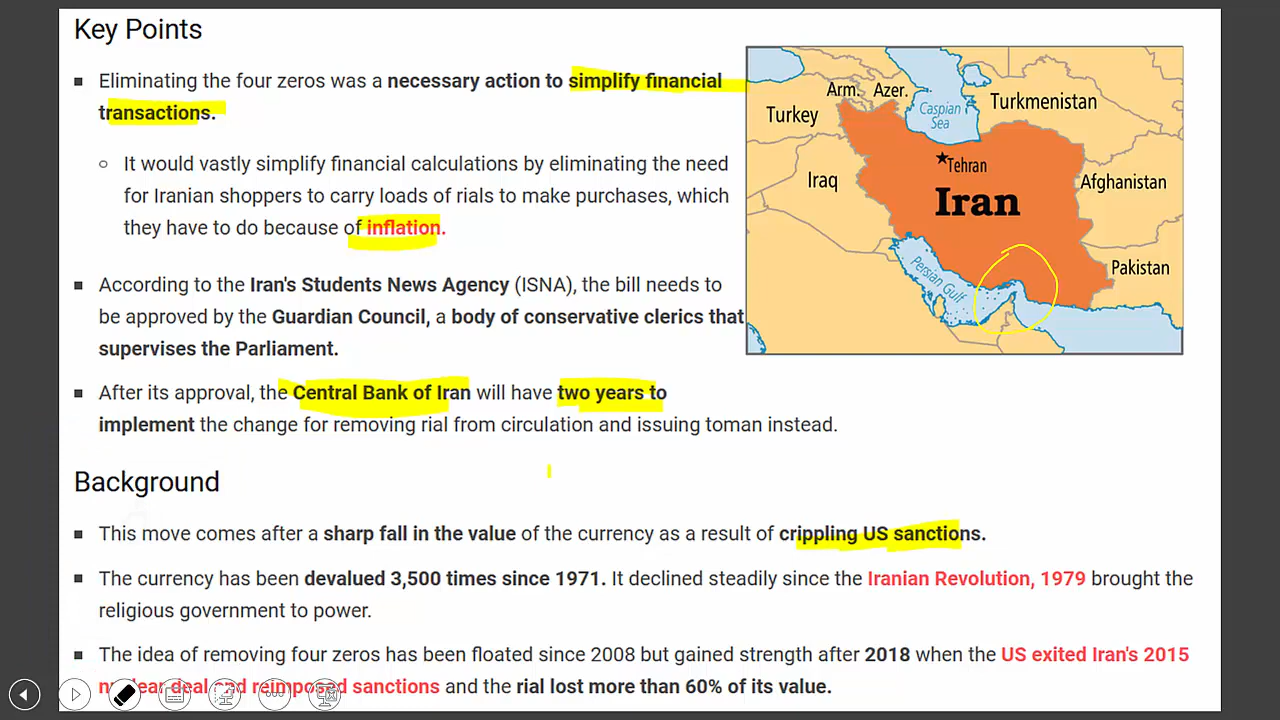 Key Points
Eliminating the four zeros was a necessary action to simplify financial
transactions.
It would vastly simplify financial calculations by eliminating the need
for Iranian shoppers to carry loads of rials to make purchases, which
they have to do because of inflation.
According to the Iran's Students News Agency (ISNA), the bill needs to
be approved by the Guardian Council, a body of conservative clerics that
supervises the Parliament.
After its approval, the Central Bank of Iran will have two years to
implement the change for removing rial from circulation and issuing toman instead.
Arm. Azer.
Turkey
Caspian
Sea
Turkmenistan
Tehran
Iraq
Afghanistan
Iran
Persian Gulf
Pakistan
Background
This move comes after a sharp fall in the value of the currency as a result of crippling US sanctions.
The currency has been devalued 3,500 times since 1971. It declined steadily since the Iranian Revolution, 1979 brought the
religious government to power.
The idea of removing four zeros has been floated since 2008 but gained strength after 2018 when the US exited Iran's 2015
nuclear deal and reimposed sanctions and the rial lost more than 60% of its value.